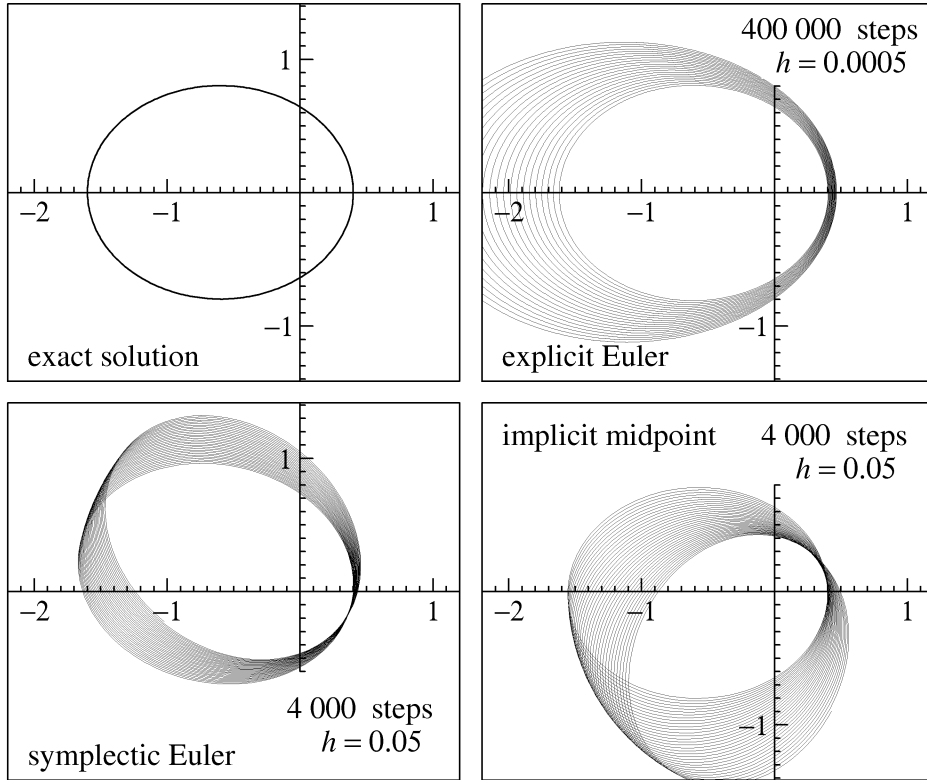 1
−2
−1
1
−1
exact solution
400 000 steps
h = 0.0005
−2
−1
1
−1
explicit Euler
1
−2
−1
1
4 000 steps
h = 0.05
symplectic Euler
implicit midpoint 4 000 steps
h = 0.05
−2
−1
1
−1